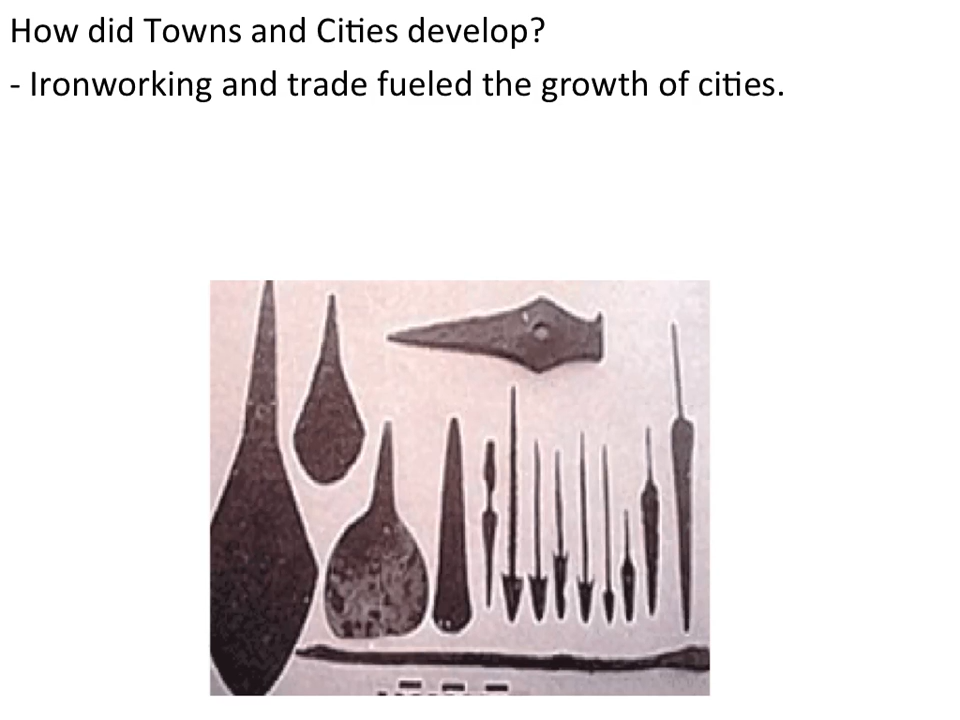 How did Towns and Cities develop?
- Ironworking and trade fueled the growth of cities.